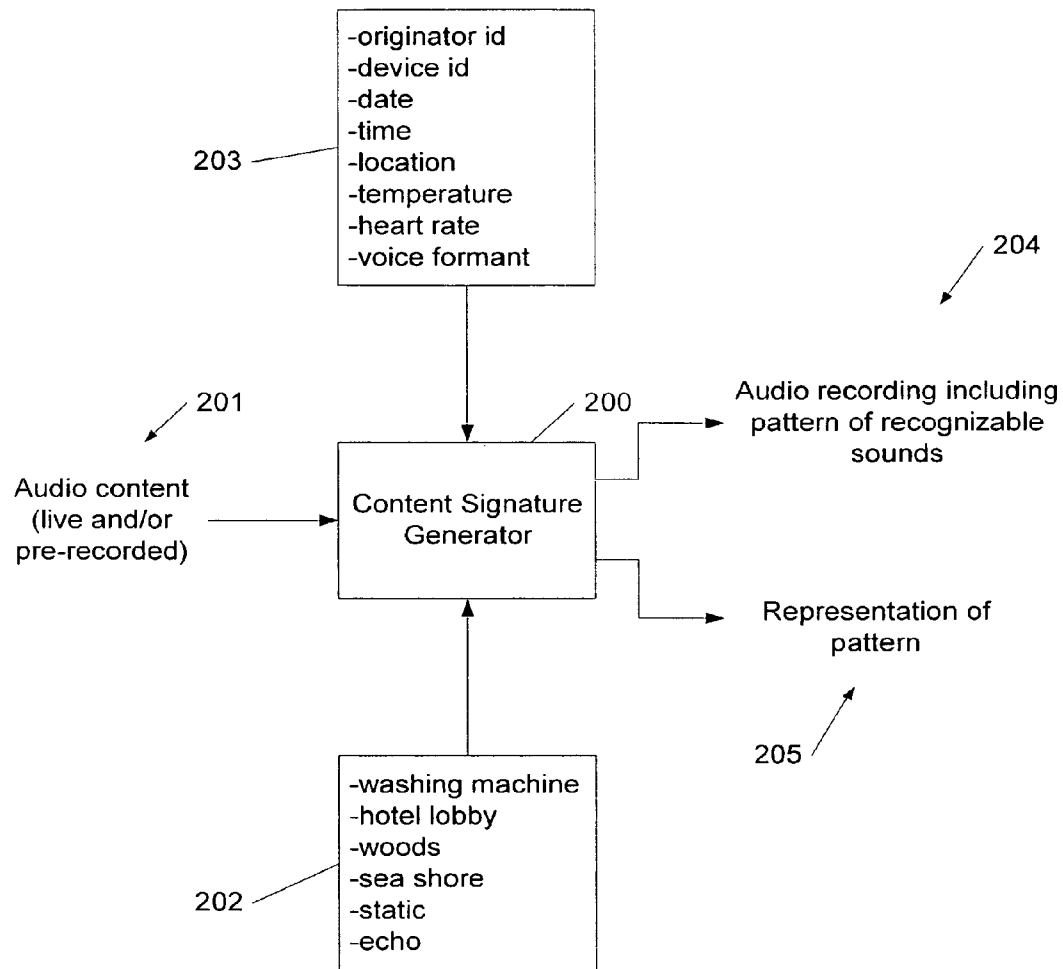 -originator id
-device id
-date
-time
-location
-temperature
-heart rate
-voice formant
203
204
201
200
Audio content
(live and/or
pre-recorded)
Content Signature
Generator
Audio recording including
pattern of recognizable
sounds
Representation of
pattern
205
-washing machine
-hotel lobby
-woods
-sea shore
-static
-echo
202